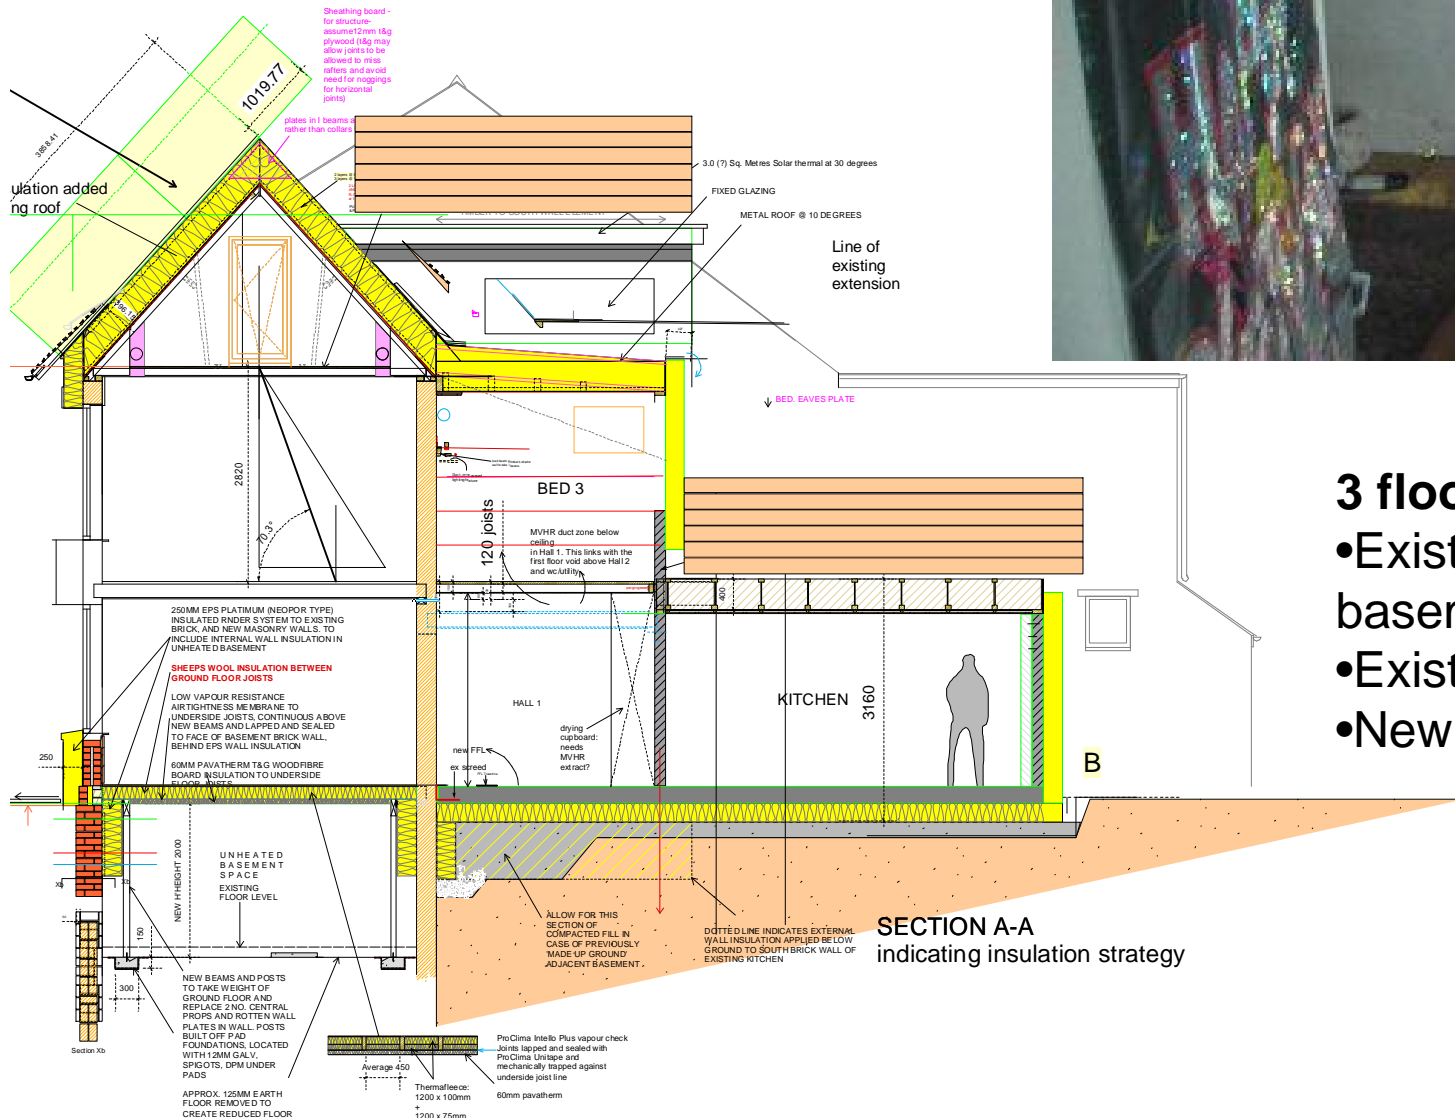 Sheathing board -
for structure-
assume12mm t&g
plywood (t&g may
allow joints to be
allowed to miss
rafters and avoid
need for noggings
for horizontal
joints)
1019.77
3858.41
plates in I beams a
rather than collars
ulation added
ng roof
3.0 (?) Sq. Metres Solar thermal at 30 degrees
FIXED GLAZING
METAL ROOF @ 10 DEGREES
Line of
existing
extension
BED. EAVES PLATE
2820
70.3°
BED 3
120 joists
MVHR duct zone below
ceiling
in Hall 1. This links with the
first floor void above Hall 2
and wc/utility
400
3 floo
•Exist
baser
•Exist
•New
250MM EPS PLATIMUM (NEOPOR TYPE)
INSULATED RNDER SYSTEM TO EXISTING
BRICK, AND NEW MASONRY WALLS. TO
INCLUDE INTERNAL WALL INSULATION IN
UNHEATED BASEMENT
SHEEPS WOOL INSULATION BETWEEN
GROUND FLOOR JOISTS
LOW VAPOUR RESISTANCE
AIRTIGHTNESS MEMBRANE TO
UNDERSIDE JOISTS, CONTINUOUS ABOVE
NEW BEAMS AND LAPPED AND SEALED
TO FACE OF BASEMENT BRICK WALL,
BEHIND EPS WALL INSULATION
60MM PAVATHERM T&G WOODFIBRE
BOARD INSULATION TO UNDERSIDE
FLOOR JOISTS
250
HALL 1
KITCHEN
3160
drying
cupboard:
needs
MVHR
extract?
new FFL
ex screed
B
UNHEATED
BASEMENT
SPACE
EXISTING
FLOOR LEVEL
NEW H'HEIGHT 2000
Xb
Xb
150
300
ALLOW FOR THIS
SECTION OF
COMPACTED FILL IN
CASE OF PREVIOUSLY
'MADE UP GROUND'
ADJACENT BASEMENT
DOTTED LINE INDICATES EXTERNAL
WALL INSULATION APPLIED BELOW
GROUND TO SOUTH BRICK WALL OF
EXISTING KITCHEN
SECTION A-A
indicating insulation strategy
NEW BEAMS AND POSTS
TO TAKE WEIGHT OF
GROUND FLOOR AND
REPLACE 2 NO. CENTRAL
PROPS AND ROTTEN WALL
PLATES IN WALL. POSTS
BUILT OFF PAD
FOUNDATIONS, LOCATED
WITH 12MM GALV,
SPIGOTS, DPM UNDER
PADS
APPROX. 125MM EARTH
FLOOR REMOVED TO
CREATE REDUCED FLOOR
Section Xb
Average 450
Thermafleece:
1200 x 100mm
+
1200 x 75mm
ProClima Intello Plus vapour check
Joints lapped and sealed with
ProClima Unitape and
mechanically trapped against
underside joist line
60mm pavatherm